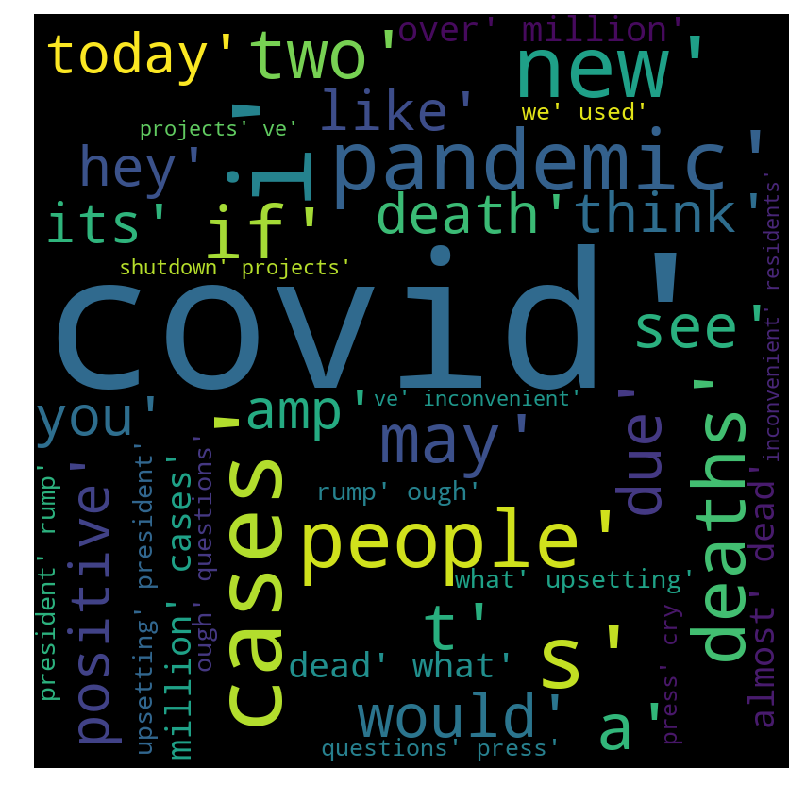 over' million'
today'
two'
new'
like'
we' used'
projects' ve'
i'
pandemic'
hey'
its'
if'
death'
think'
shutdown' projects'
inconvenient' residents'
covid'
see'
you'
amp'
ve' inconvenient'
may'
due'
deaths'
cases'
positive'
president' rump'
upsetting' president'
million' cases'
ough' questions'
rump' ough'
people'
what' upsetting'
almost' dead'
t'
s'
press' cry
dead' what'
would'
a'
questions' press'